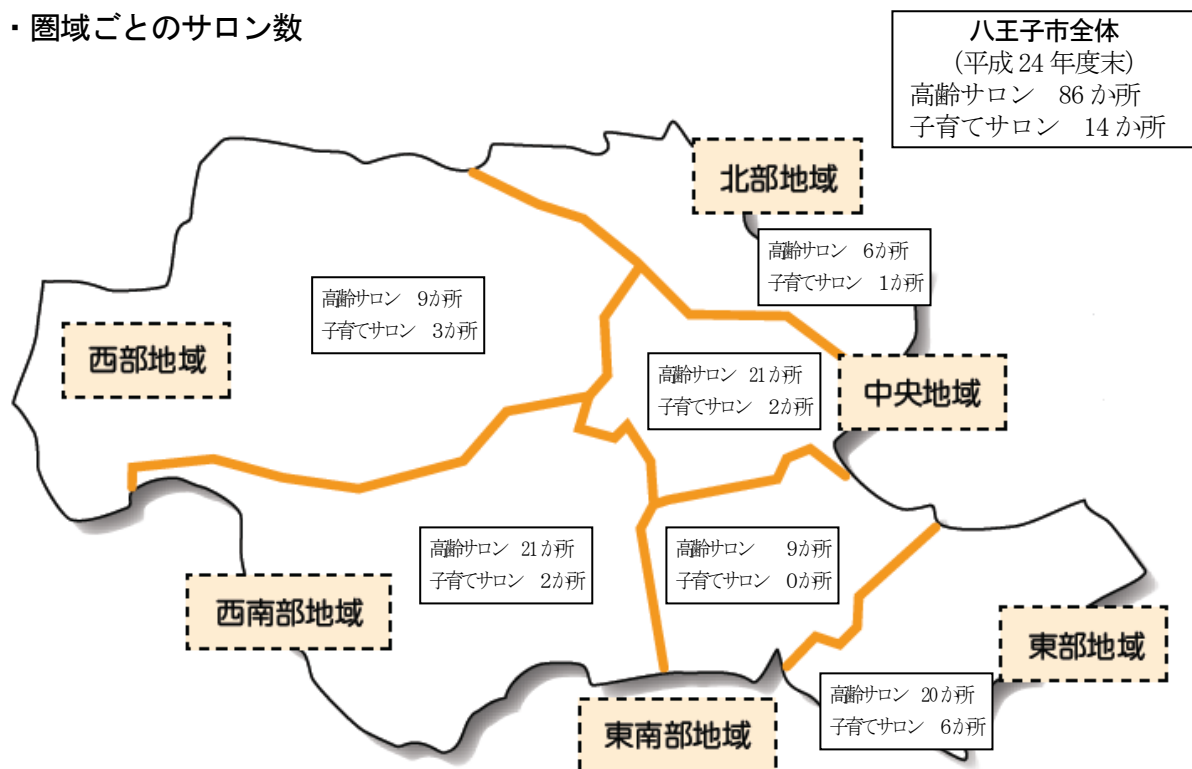 ・圏域ごとのサロン数
八王子市全体
(平成 24 年度末)
高齢サロン 86 か所
子育てサロン 14 か所
北部地域
高齢サロン 6か所
子育てサロン 1か所
高齢サロン 9か所
子育てサロン 3か所
西部地域
高齢サロン 21か所
子育てサロン 2か所
中央地域
高齢サロン 21か所
子育てサロン 2か所
高齢サロン 9か所
子育てサロン 0か所
西南部地域
東部地域
高齢サロン 20か所
子育てサロン 6か所
東南部地域